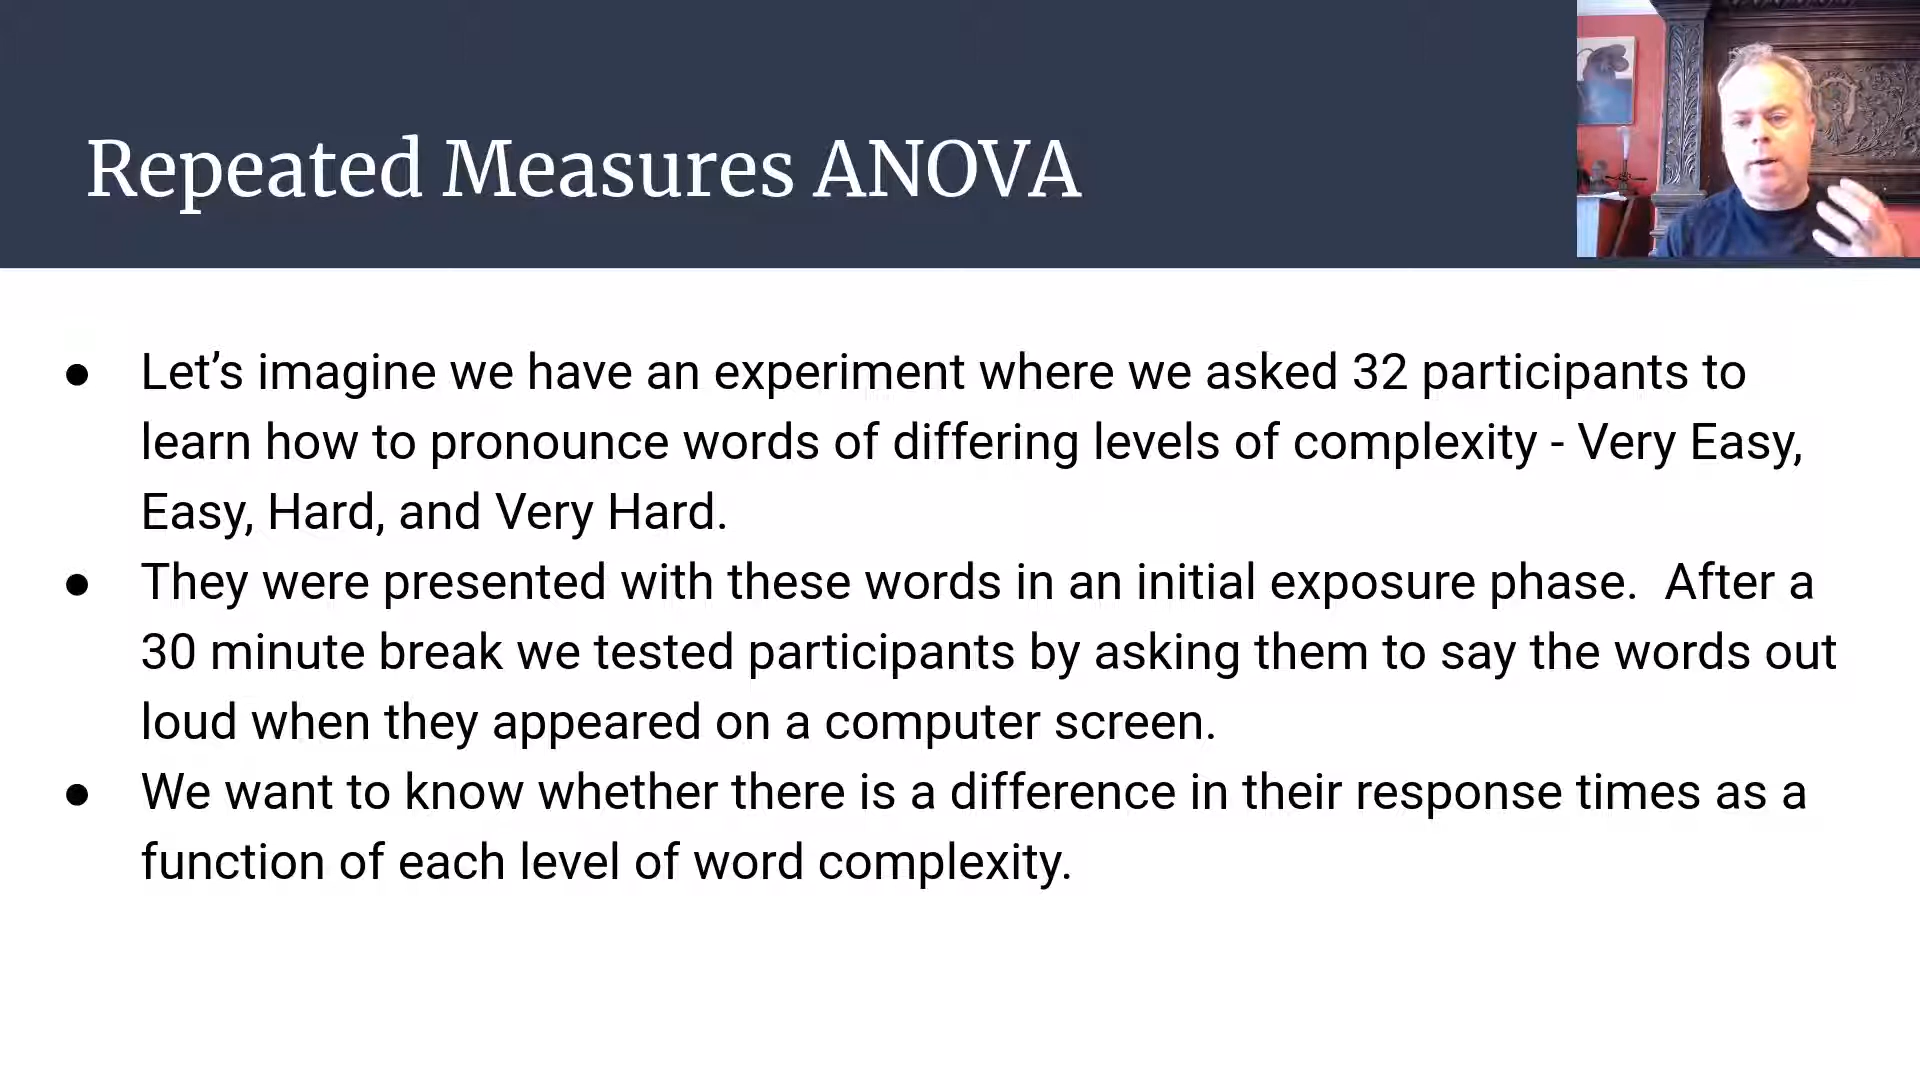 Repeated Measures ANOVA
● Let’s imagine we have an experiment where we asked 32 participants to
learn how to pronounce words of differing levels of complexity - Very Easy,
Easy, Hard, and Very Hard.
● They were presented with these words in an initial exposure phase.  After a
30 minute break we tested participants by asking them to say the words out
loud when they appeared on a computer screen.
● We want to know whether there is a difference in their response times as a
function of each level of word complexity.